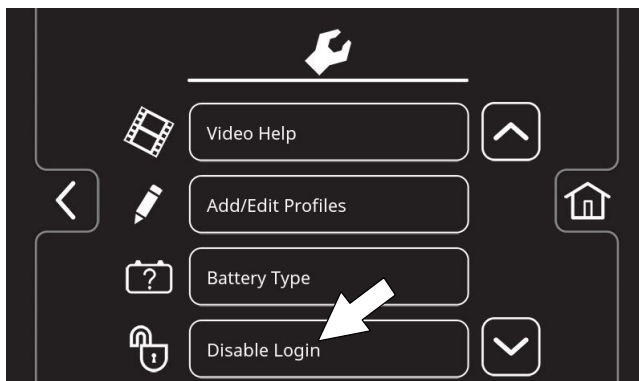 Video Help
Add/Edit Profiles
Battery Type
Disable Login